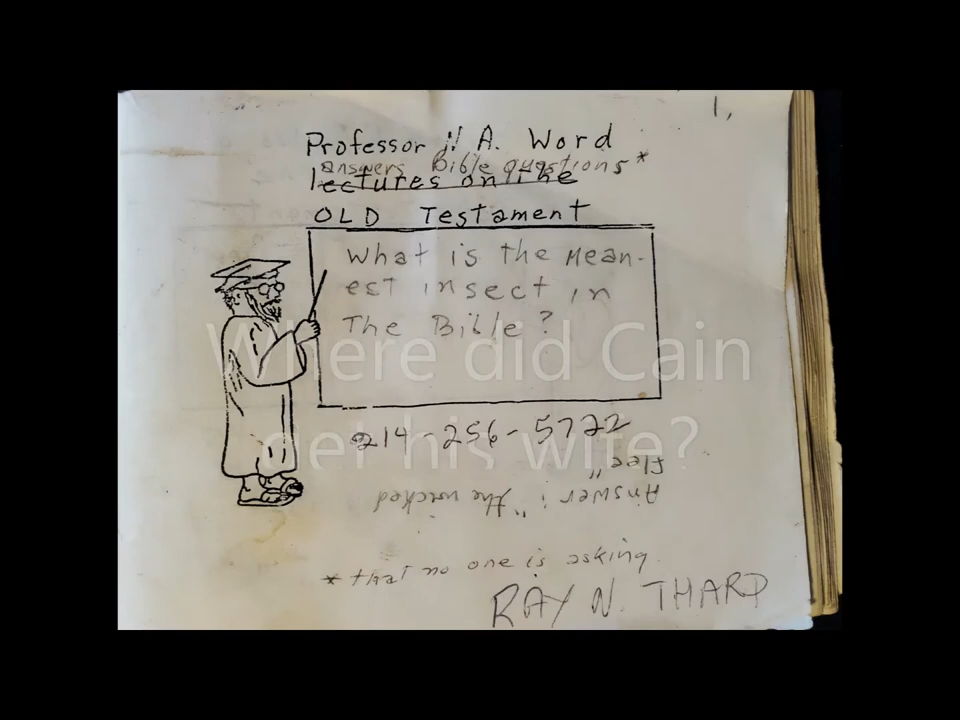 1,
Professor N. A. Word
answers Bible questions*
lectures on the
OLD Testament
What is the Mean-
est insect in
The Bible?
Where did Cain
get his wife?
214-256-5722
Answer: "the wicked
flee"
* that no one is asking
RAY N. THARP